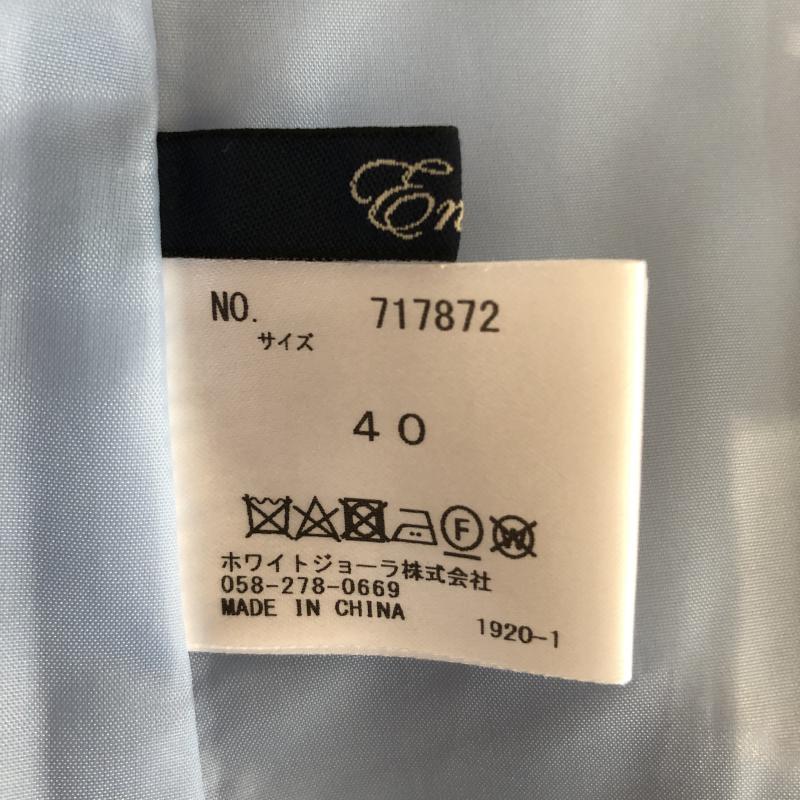 En
NO. 717872
サイズ
40
F W
ホワイトジョーラ株式会社
058-278-0669
MADE IN CHINA
1920-1